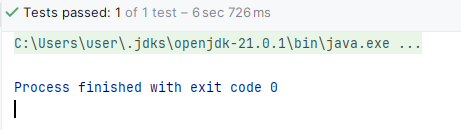 Tests passed: 1 of 1 test – 6 sec 726 ms
C:\Users\user\.jdks\openjdk-21.0.1\bin\java.exe ...
Process finished with exit code 0